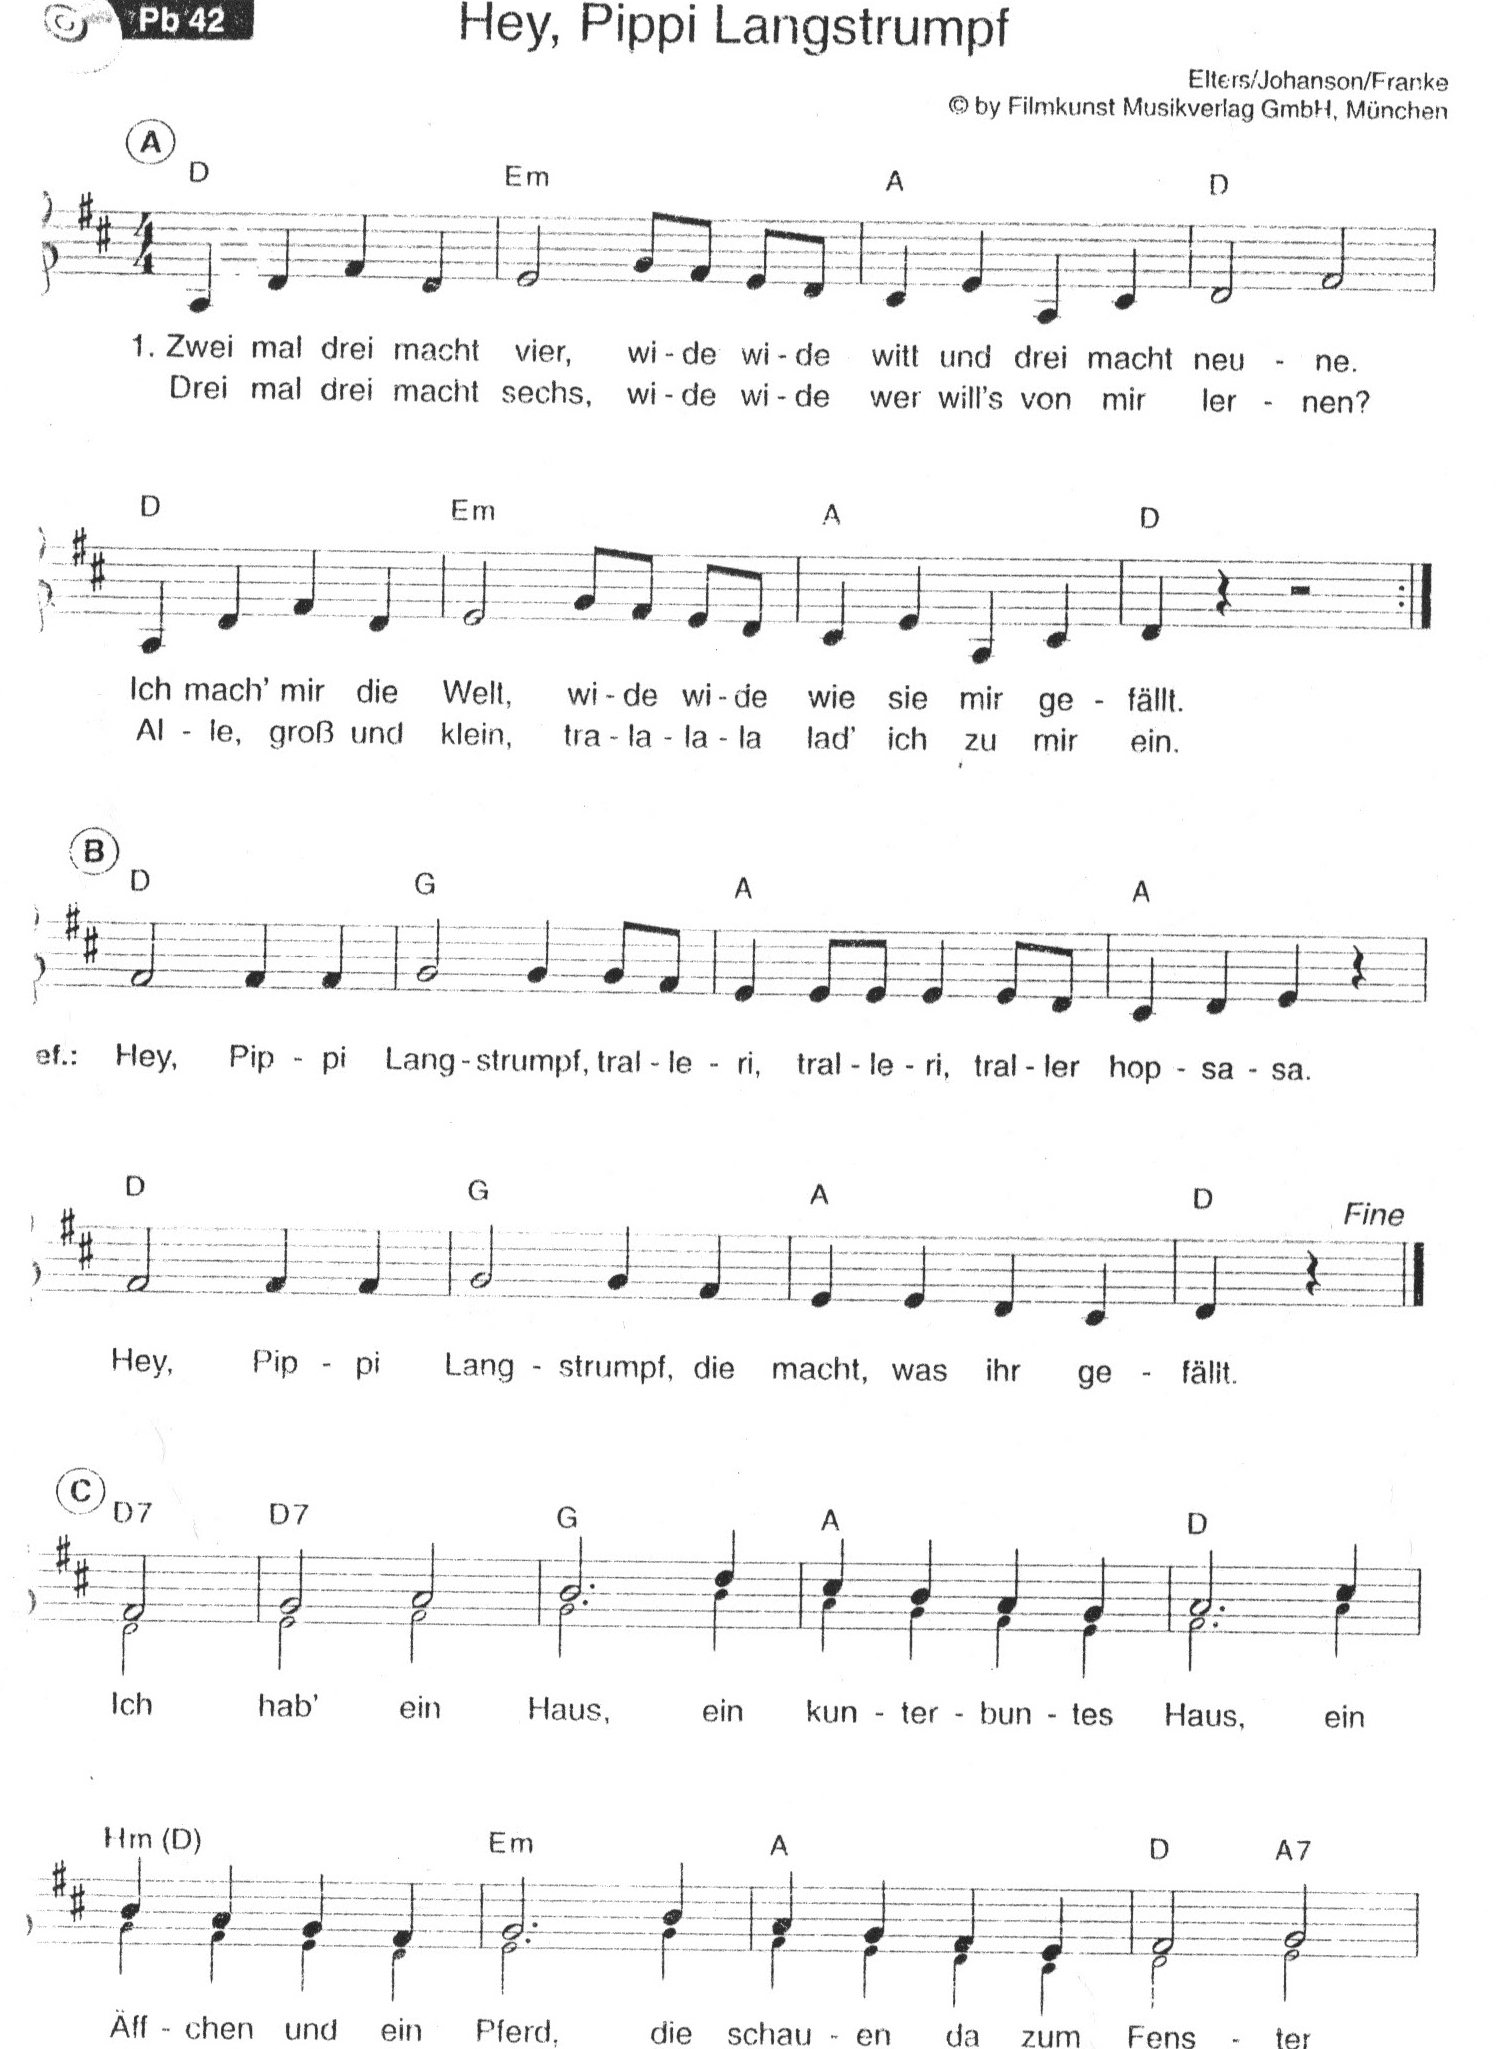 Pb 42
Hey, Pippi Langstrumpf
Elters/Johanson/Franke
© by Filmkunst Musikverlag GmbH, München
A
D Em A D
4/4
1. Zwei mal drei macht vier, wi - de wi - de witt und drei macht neu - ne.
Drei mal drei macht sechs, wi - de wi - de wer will's von mir ler - nen?
D Em A D
Ich mach' mir die Welt, wi - de wi - de wie sie mir ge - fällt.
Al - le, groß und klein, tra - la - la - la lad' ich zu mir ein.
B
D G A A
ef.: Hey, Pip - pi Lang - strumpf, tral - le - ri, tral - le - ri, tral - ler hop - sa - sa.
D G A D Fine
Hey, Pip - pi Lang - strumpf, die macht, was ihr ge - fällt.
C
D7 D7 G A D
Ich hab' ein Haus, ein kun - ter - bun - tes Haus, ein
Hm (D) Em A D A7
Äff - chen und ein Pferd, die schau - en da zum Fens - ter